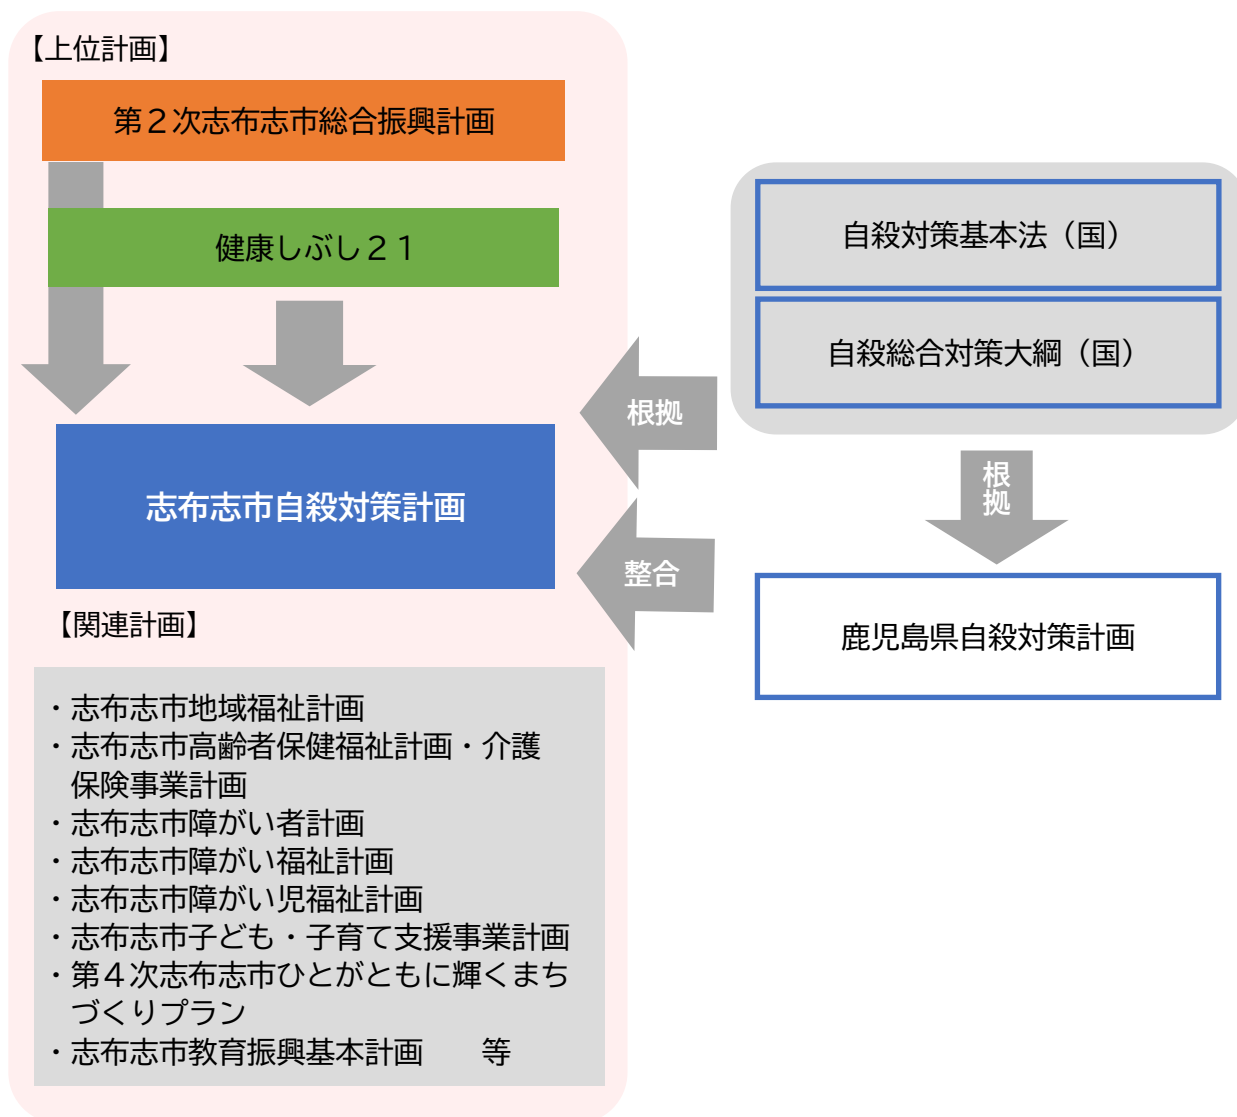 【上位計画】
第２次志布志市総合振興計画
健康しぶし２１
志布志市自殺対策計画
【関連計画】
・志布志市地域福祉計画
・志布志市高齢者保健福祉計画・介護
保険事業計画
・志布志市障がい者計画
・志布志市障がい福祉計画
・志布志市障がい児福祉計画
・志布志市子ども・子育て支援事業計画
・第４次志布志市ひとがともに輝くまち
づくりプラン
・志布志市教育振興基本計画　　等
自殺対策基本法（国）
自殺総合対策大綱（国）
根拠
根拠
整合
鹿児島県自殺対策計画